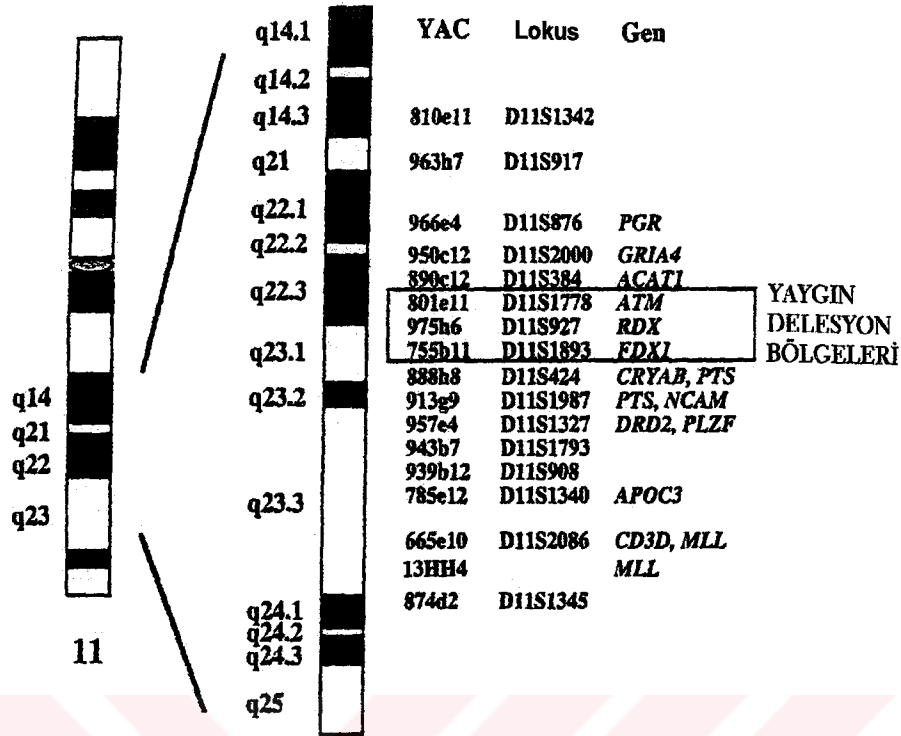 q14.1 YAC Lokus Gen
q14.2
q14.3 810e11 D11S1342
q21 963h7 D11S917
q22.1 966e4 D11S876 PGR
q22.2 950c12 D11S2000 GRIA4
890c12 D11S384 ACAT1
q22.3 801e11 D11S1778 ATM
975h6 D11S927 RDX
q23.1 755b11 D11S1893 FDX1
YAYGIN
DELESYON
BÖLGELERİ
888h8 D11S424 CRYAB, PTS
q23.2 913g9 D11S1987 PTS, NCAM
957e4 D11S1327 DRD2, PLZF
943b7 D11S1793
939b12 D11S908
q23.3 785e12 D11S1340 APOC3
665e10 D11S2086 CD3D, MLL
13HH4 MLL
q24.1 874d2 D11S1345
q24.2
q24.3
q25
q14
q21
q22
q23
11